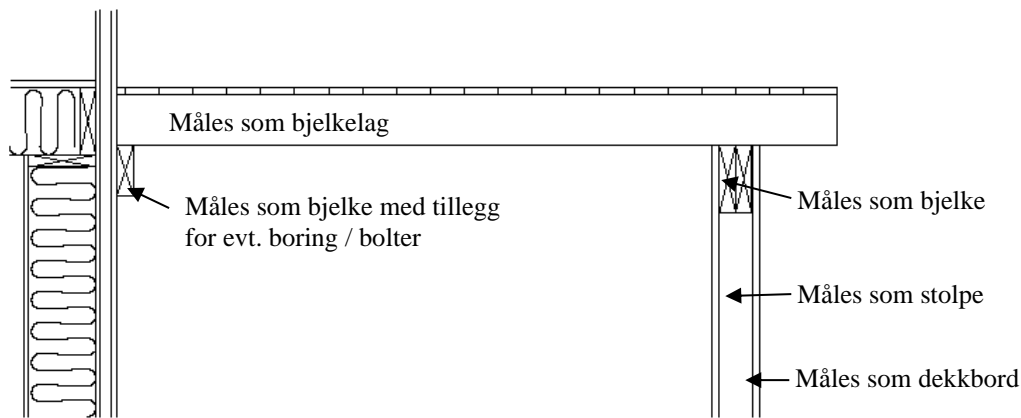 Måles som bjelkelag
Måles som bjelke med tillegg
for evt. boring / bolter
Måles som bjelke
Måles som stolpe
Måles som dekkbord